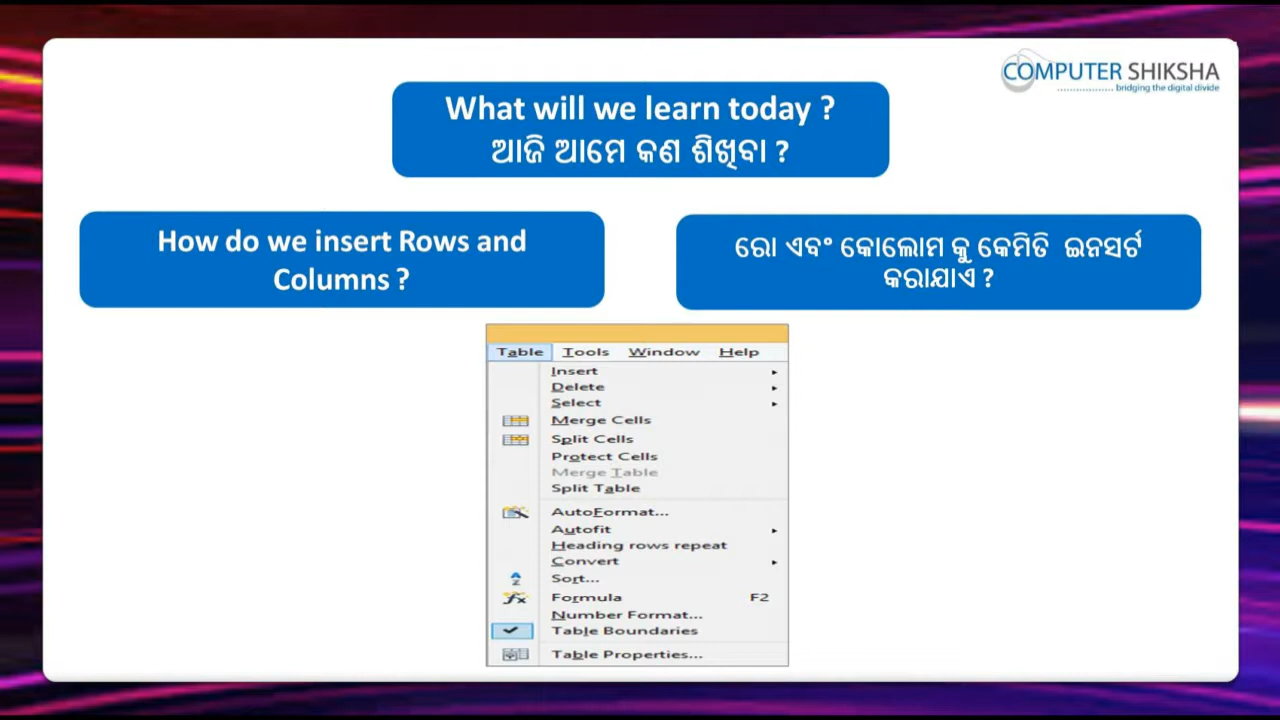 COMPUTER SHIKSHA
bridging the digital divide
What will we learn today ?
ଆଜି ଆମେ କଣ ଶିଖିବା ?
How do we insert Rows and
Columns ?
ରୋ ଏବଂ କୋଲୋମ କୁ କେମିତି ଇନସର୍ଟ
କରାଯାଏ ?
Table Tools Window Help
Insert
Delete
Select
Merge Cells
Split Cells
Protect Cells
Merge Table
Split Table
AutoFormat...
Autofit
Heading rows repeat
Convert
Sort...
Formula F2
Number Format...
Table Boundaries
Table Properties...